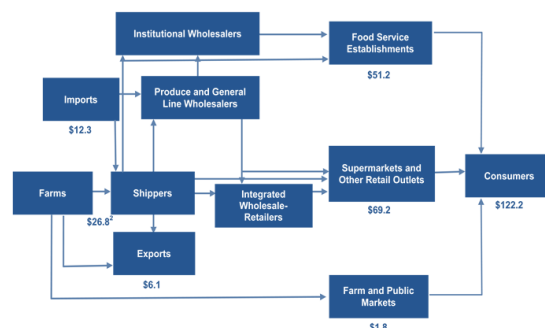 Institutional Wholesalers
Food Service
Establishments
$51.2
Imports
$12.3
Produce and General
Line Wholesalers
Supermarkets and
Other Retail Outlets
$69.2
Consumers
$122.2
Farms
$26.8²
Shippers
Integrated
Wholesale-
Retailers
Exports
$6.1
Farm and Public
Markets
$1.8